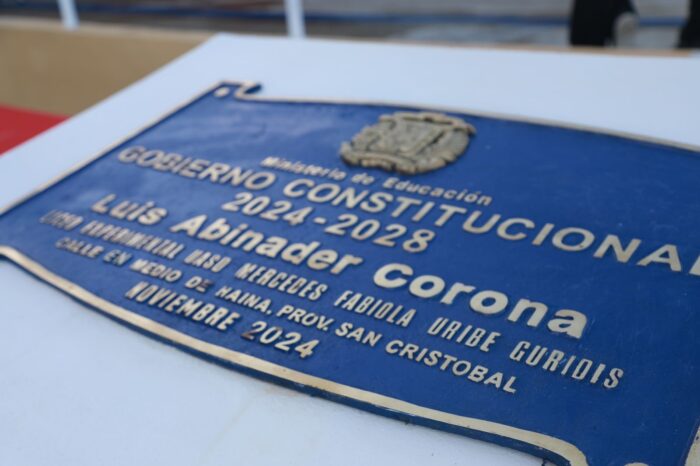 Ministerio de Educación
GOBIERNO CONSTITUCIONAL
2024-2028
Luis Abinader Corona
LICEO EXPERIMENTAL UASD MERCEDES FABIOLA URIBE GURIDIS
CALLE EN MEDIO DE HAINA, PROV. SAN CRISTOBAL
NOVIEMBRE 2024